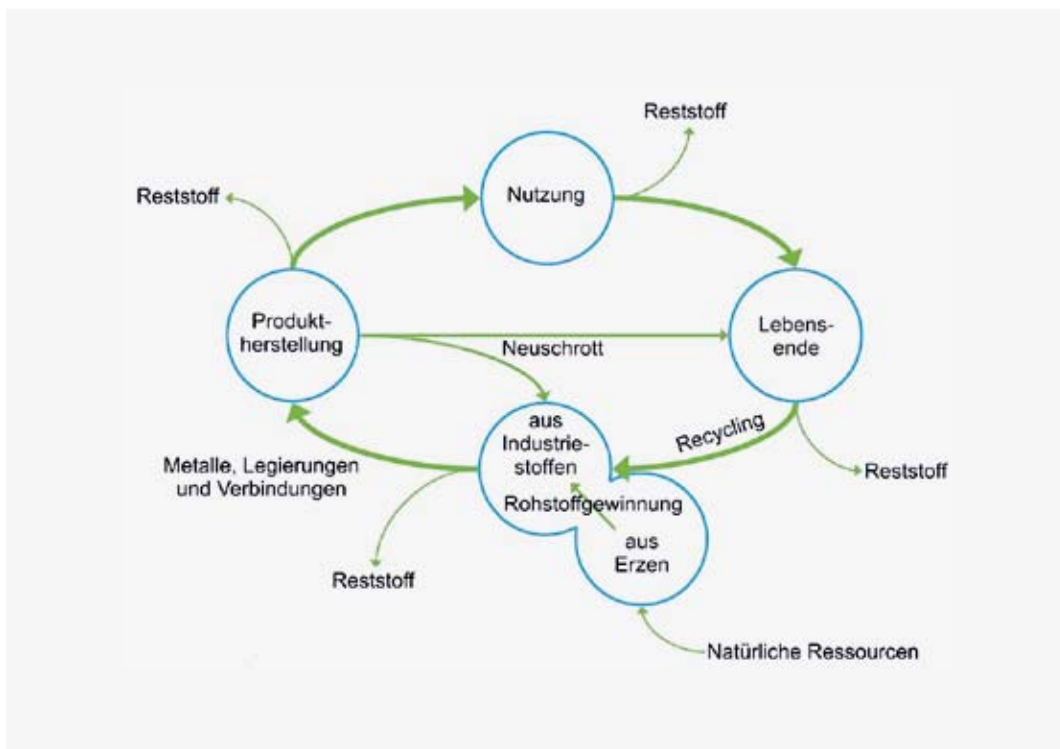 Reststoff
Reststoff
Nutzung
Produkt-
herstellung
Neuschrott
Lebens-
ende
aus
Industrie-
stoffen
Recycling
Metalle, Legierungen
und Verbindungen
Reststoff
Rohstoffgewinnung
aus
Erzen
Reststoff
Natürliche Ressourcen